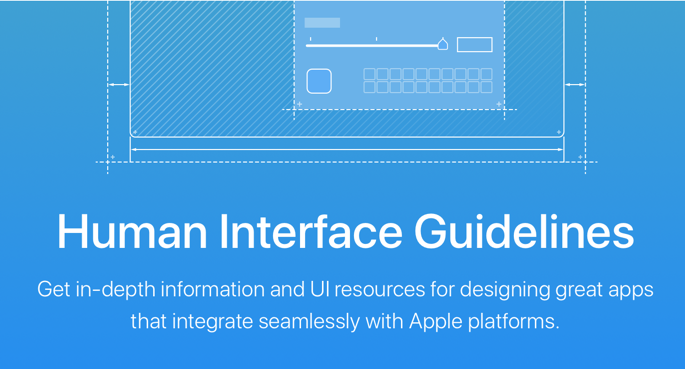 Human Interface Guidelines
Get in-depth information and UI resources for designing great apps
that integrate seamlessly with Apple platforms.